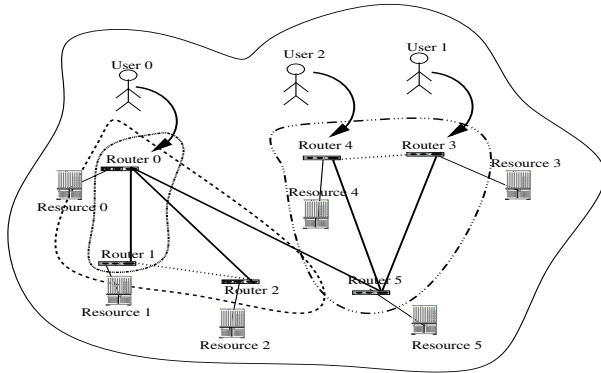 User 2
User 1
User 0
Router 4
Router 3
Router 0
Resource 3
Resource 4
Resource 0
Router 1
Router 5
Router 2
Resource 1
Resource 2
Resource 5